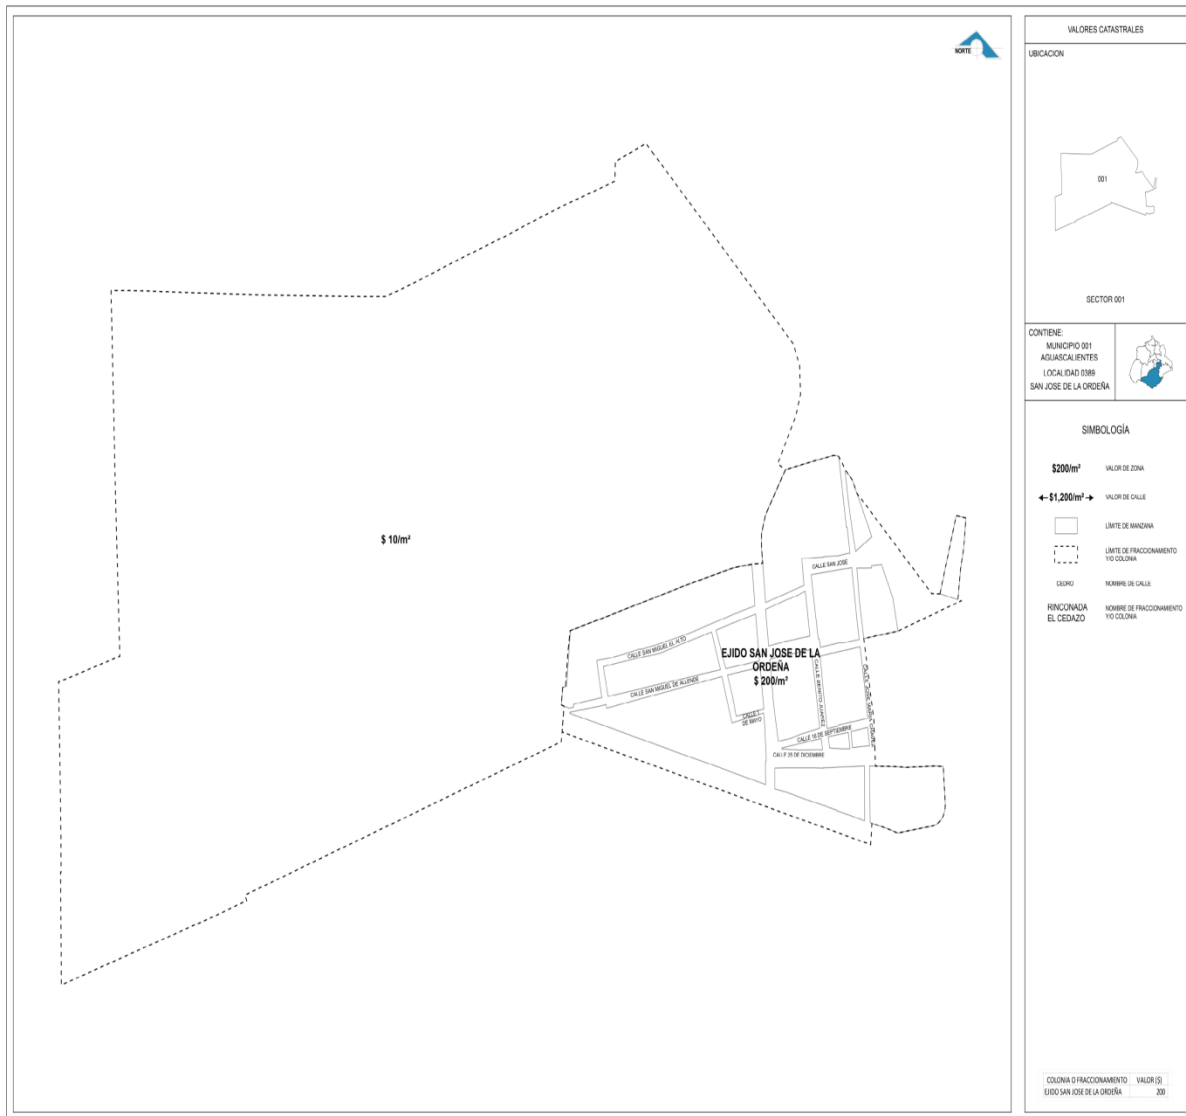 NORTE
$ 10/m²
CALLE SAN JOSE
CALLE SAN MIGUEL EL ALTO
EJIDO SAN JOSE DE LA
ORDEÑA
$ 200/m²
CALLE SAN MIGUEL DE ALLENDE
CALLE BENITO JUAREZ
CALLE 1
DE MAYO
CALLE 16 DE SEPTIEMBRE
CALLE 25 DE DICIEMBRE
VALORES CATASTRALES
UBICACION
001
SECTOR 001
CONTIENE:
MUNICIPIO 001
AGUASCALIENTES
LOCALIDAD 0389
SAN JOSE DE LA ORDEÑA
SIMBOLOGÍA
$200/m² VALOR DE ZONA
$1,200/m² VALOR DE CALLE
LÍMITE DE MANZANA
LÍMITE DE FRACCIONAMIENTO
Y/O COLONIA
CEDRO NOMBRE DE CALLE
RINCONADA
EL CEDAZO
NOMBRE DE FRACCIONAMIENTO
Y/O COLONIA
COLONIA O FRACCIONAMIENTO VALOR ($)
EJIDO SAN JOSE DE LA ORDEÑA 200